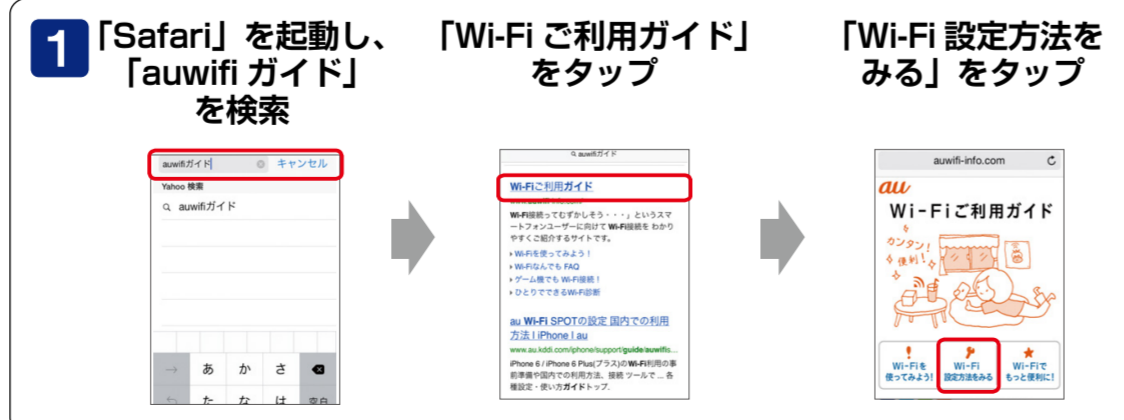 1
「Safari」を起動し、
「auwifi ガイド」
を検索
「Wi-Fi ご利用ガイド」
をタップ
「Wi-Fi 設定方法を
みる」をタップ
auwifiガイド キャンセル
Yahoo 検索
auwifiガイド
→ あ か さ
た な は 空白
auwifiガイド
Wi-Fiご利用ガイド
Wi-Fi接続ってむずかしそう・・・」というスマ
ートフォンユーザーに向けて Wi-Fi接続を わかり
やすくご紹介するサイトです。
Wi-Fiを使ってみよう！
Wi-Fiなんでも FAQ
ゲーム機でも Wi-Fi接続！
ひとりでできるWi-Fi診断
au Wi-Fi SPOTの設定 国内での利用
方法 | iPhone | au
www.au.kddi.com/iphone/support/guide/auwifis...
iPhone 6 / iPhone 6 Plus(プラス)のWi-Fi利用の事
前準備や国内での利用方法、接続 ツールで ... 各
種設定・使い方ガイドトップ.
auwifi-info.com
au
Wi-Fiご利用ガイド
カンタン！
便利！
Wi-Fiを
使ってみよう!
Wi-Fi
設定方法をみる
Wi-Fiで
もっと便利に!